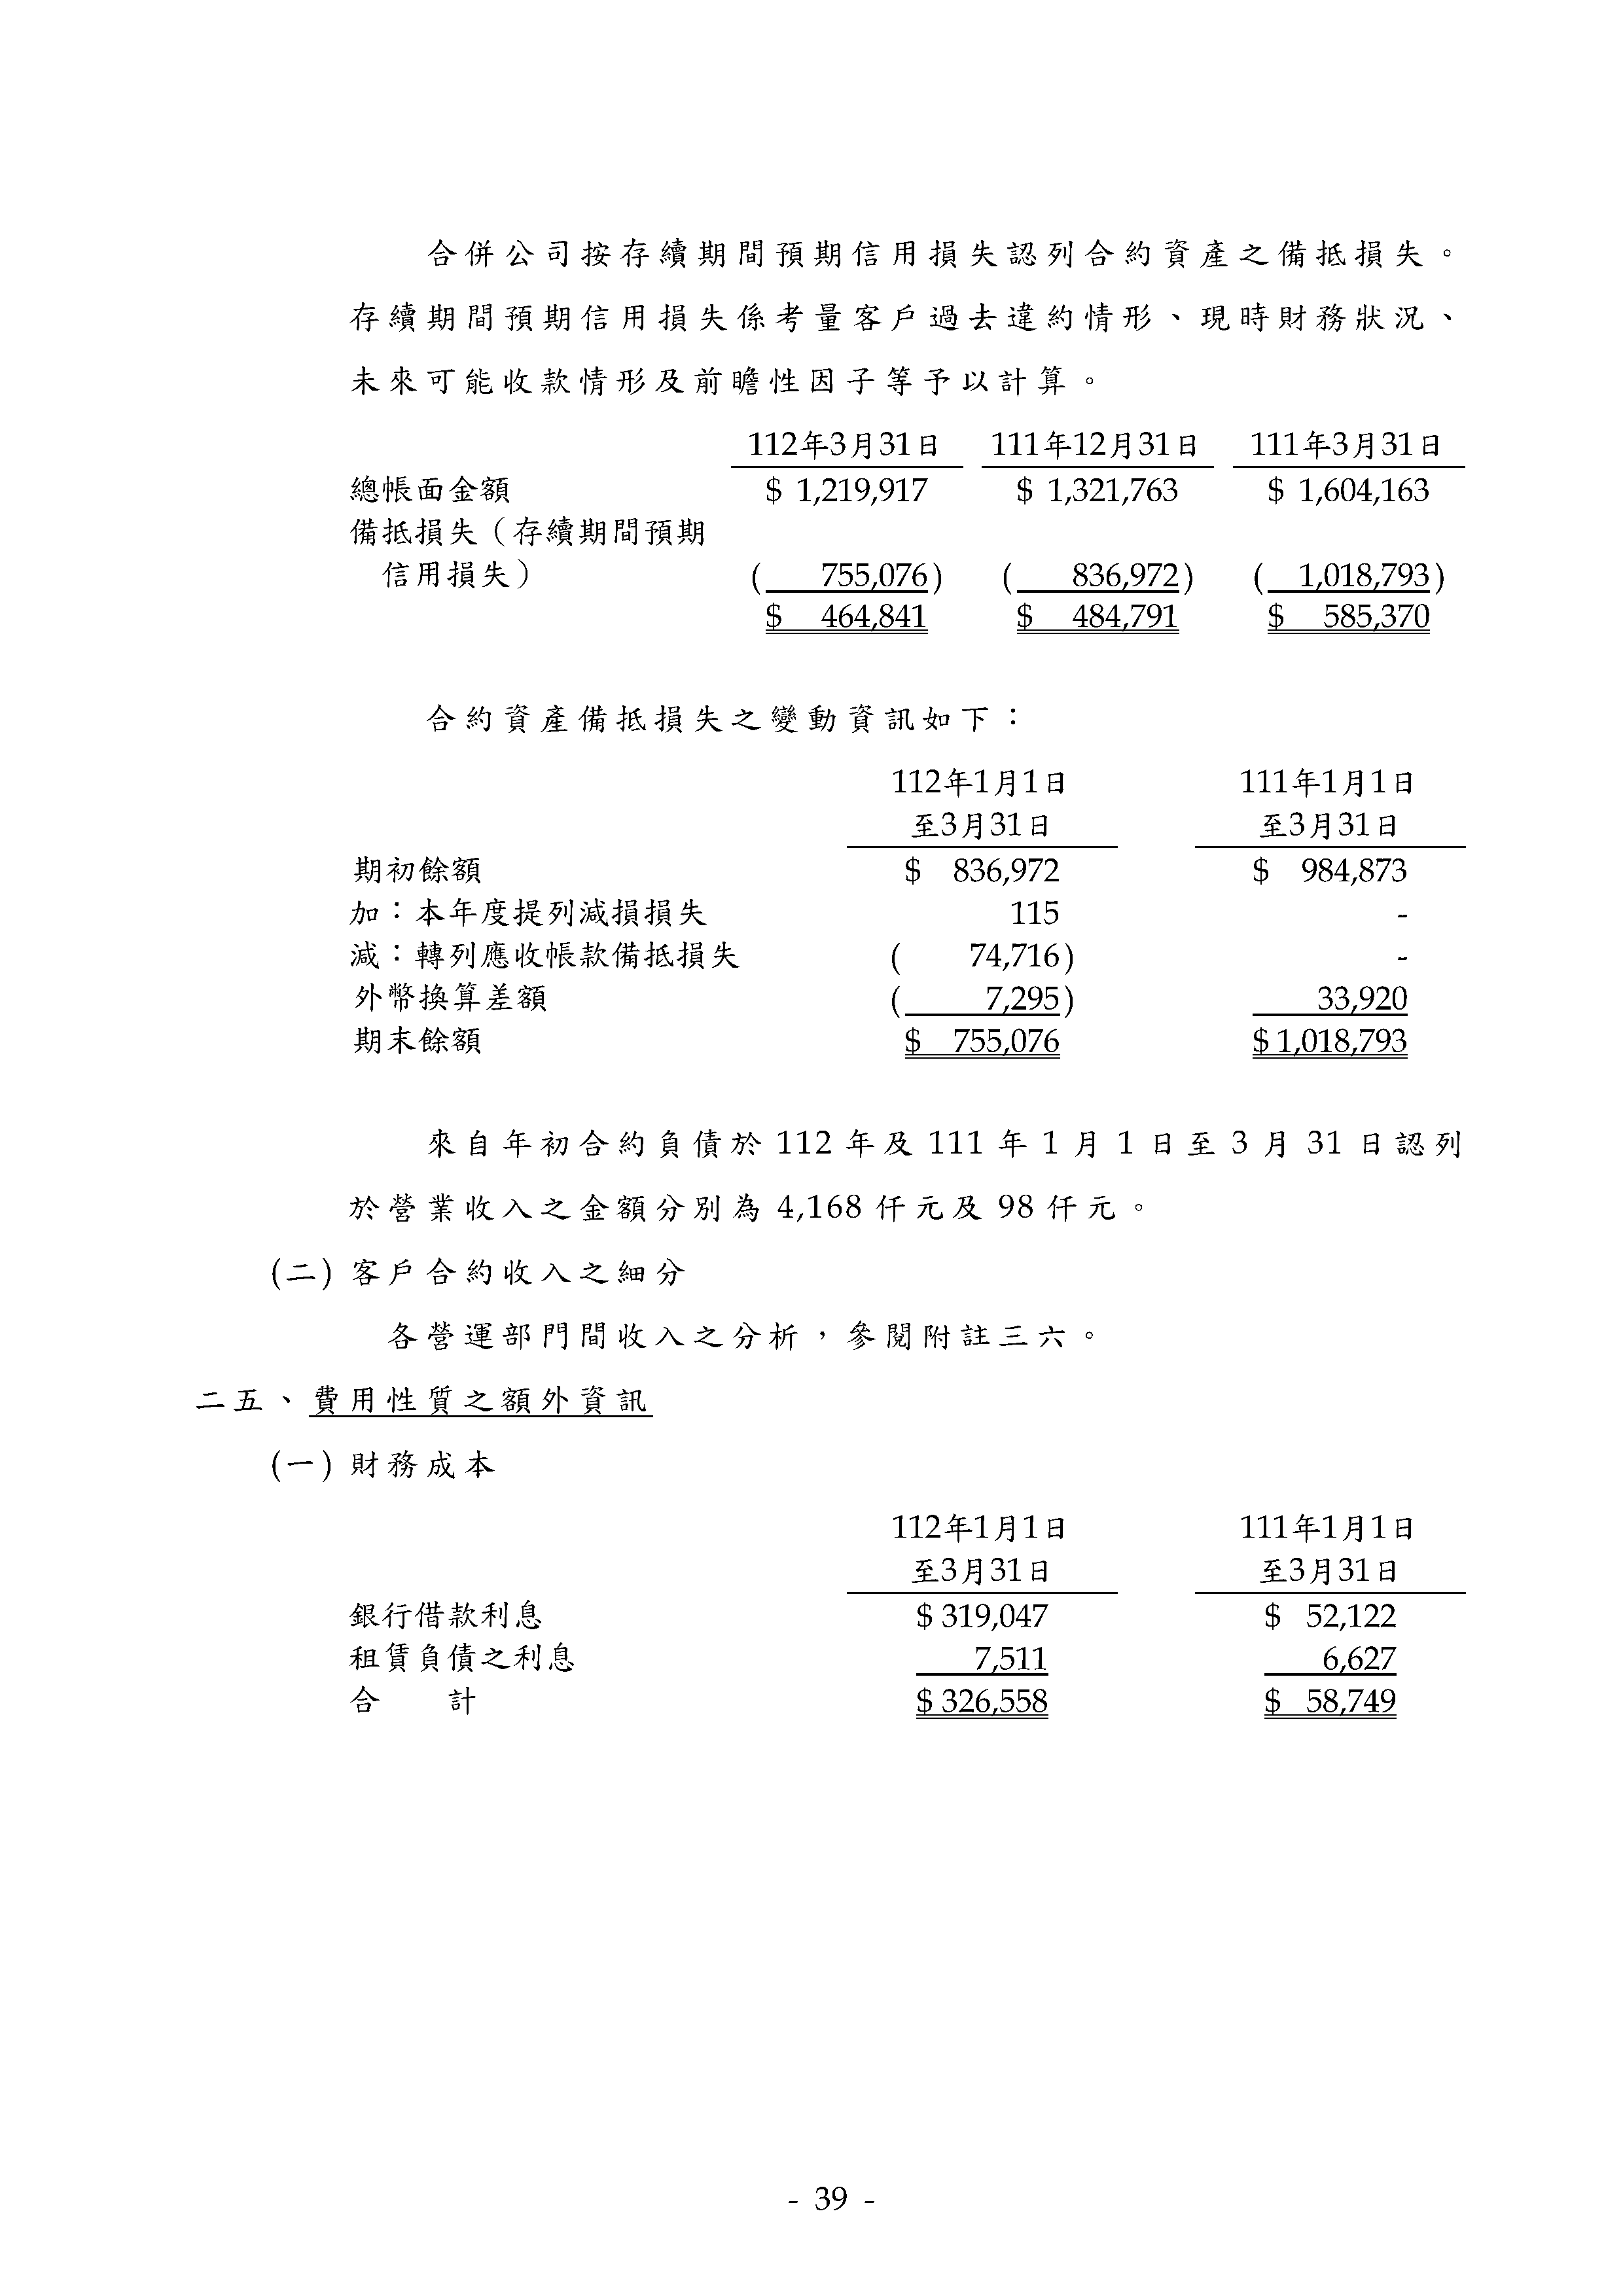 合併公司按存續期間預期信用損失認列合約資產之備抵損失。
存續期間預期信用損失係考量客戶過去違約情形、現時財務狀況、
未來可能收款情形及前瞻性因子等予以計算。
112年3月31日 111年12月31日 111年3月31日
總帳面金額 $ 1,219,917 $ 1,321,763 $ 1,604,163
備抵損失（存續期間預期
信用損失） ( 755,076) ( 836,972) ( 1,018,793)
$ 464,841 $ 484,791 $ 585,370
合約資產備抵損失之變動資訊如下：
112年1月1日 111年1月1日
至3月31日 至3月31日
期初餘額 $ 836,972 $ 984,873
加：本年度提列減損損失 115 -
減：轉列應收帳款備抵損失 ( 74,716) -
外幣換算差額 ( 7,295) 33,920
期末餘額 $ 755,076 $ 1,018,793
來自年初合約負債於 112 年及 111 年 1 月 1 日至 3 月 31 日認列
於營業收入之金額分別為 4,168 仟元及 98 仟元。
(二) 客戶合約收入之細分
各營運部門間收入之分析，參閱附註三六。
二五、費用性質之額外資訊
(一) 財務成本
112年1月1日 111年1月1日
至3月31日 至3月31日
銀行借款利息 $ 319,047 $ 52,122
租賃負債之利息 7,511 6,627
合　　計 $ 326,558 $ 58,749
- 39 -